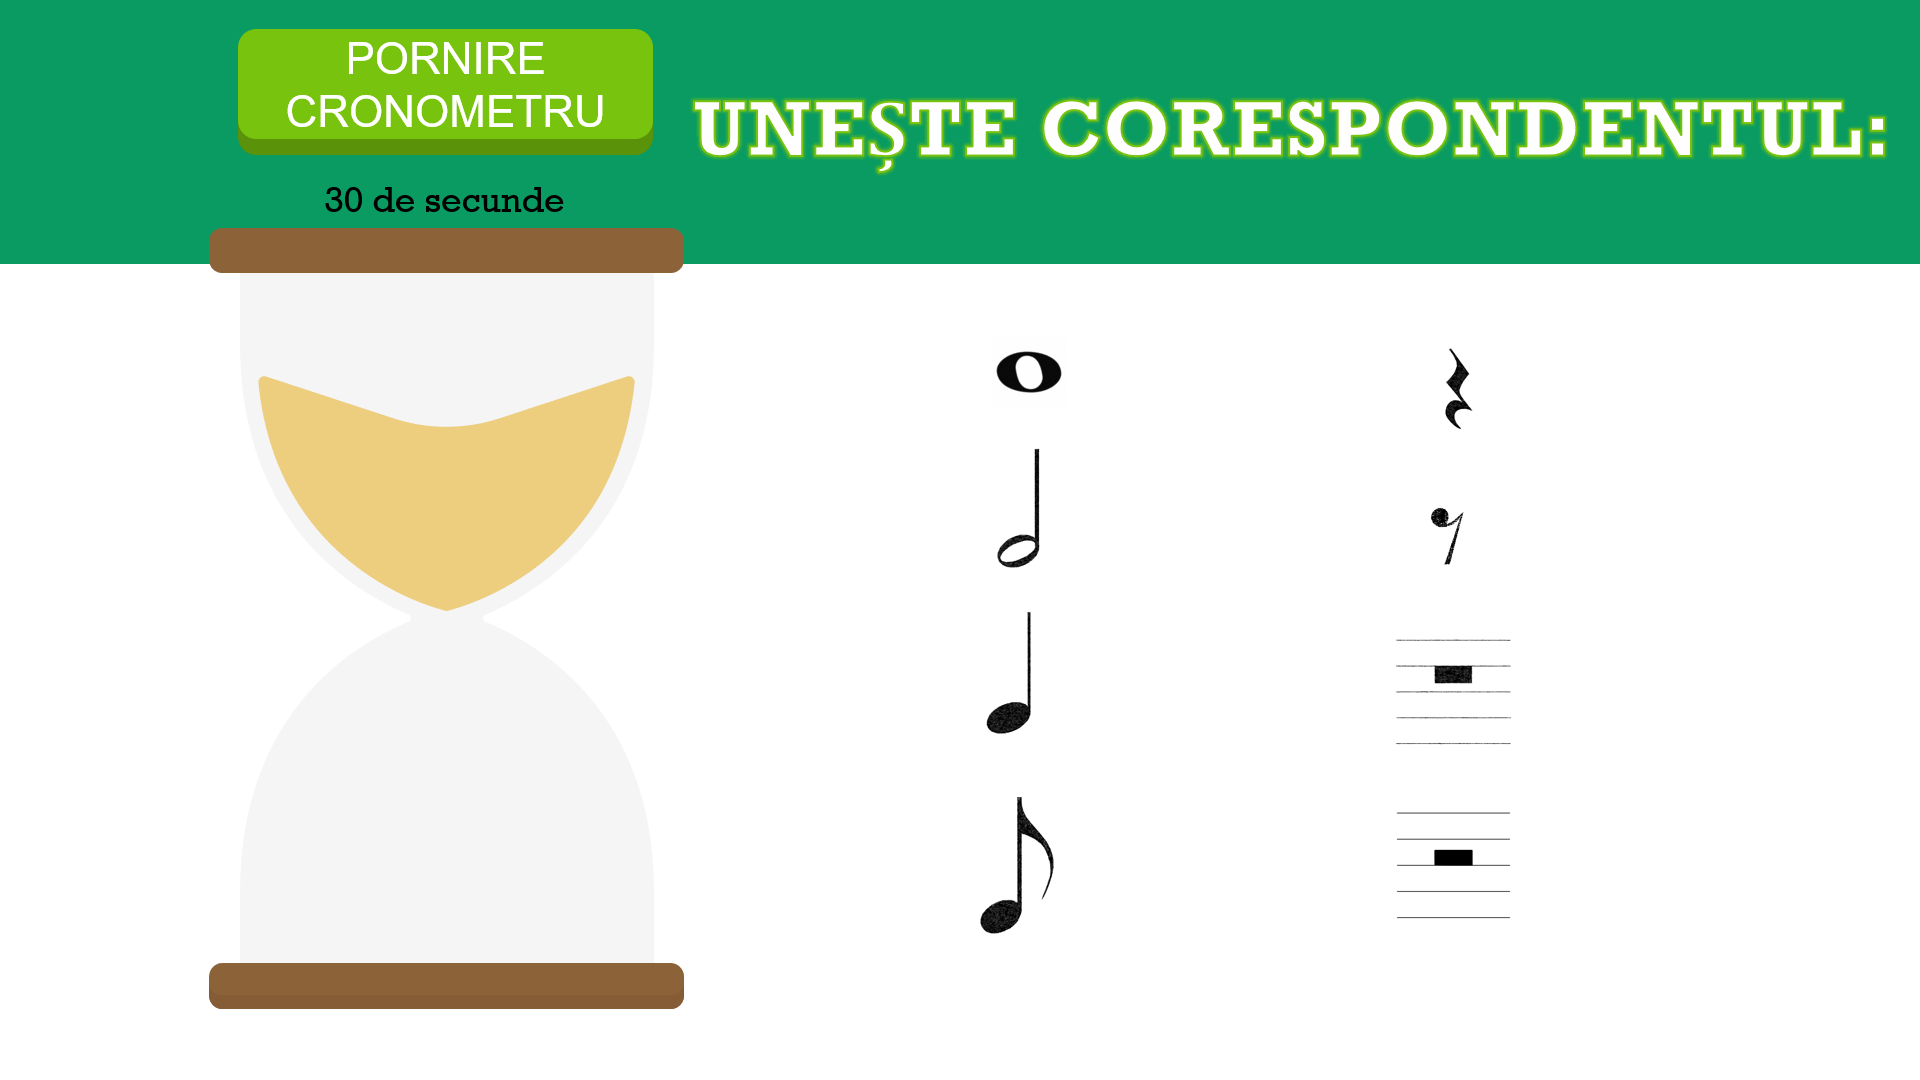 PORNIRE
CRONOMETRU
UNEȘTE CORESPONDENTUL:
30 de secunde